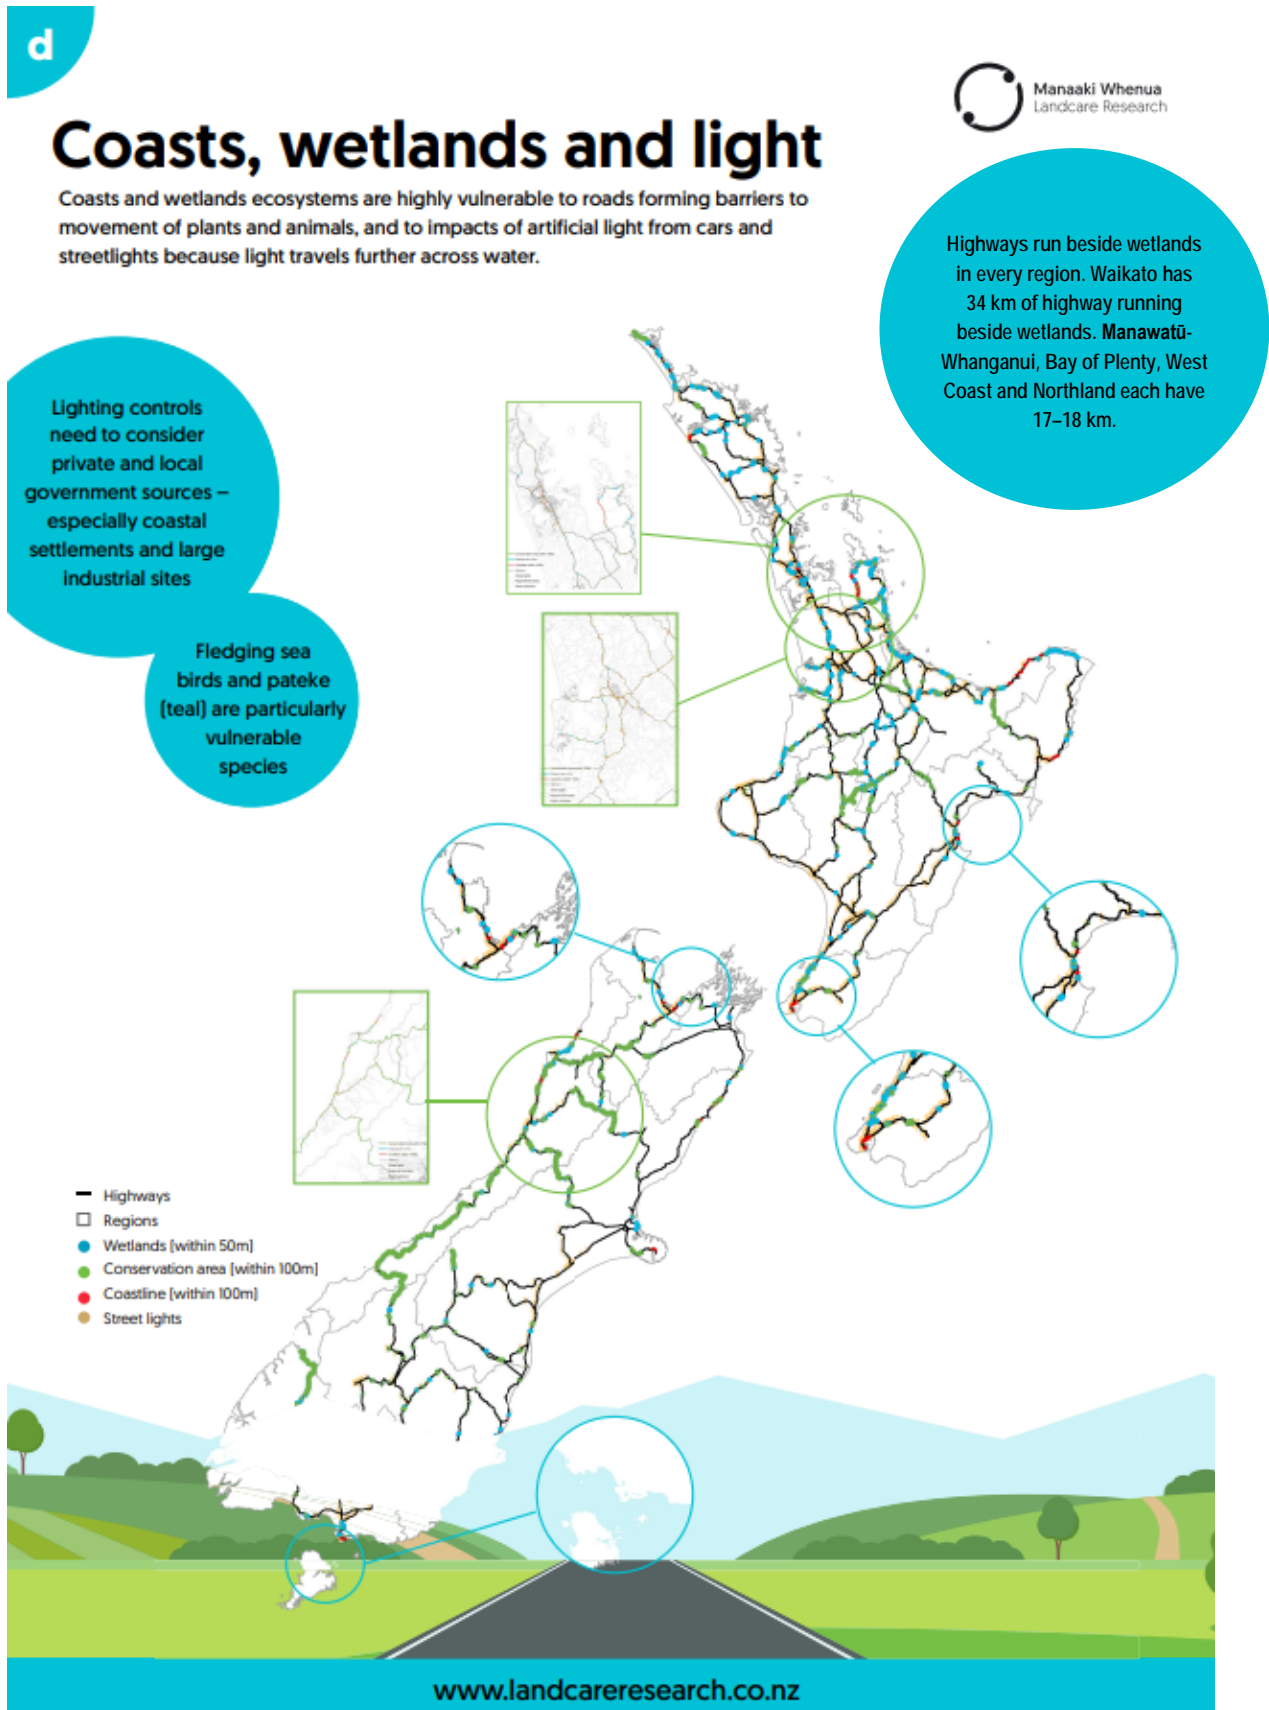 d
Manaaki Whenua
Landcare Research
Coasts, wetlands and light
Coasts and wetlands ecosystems are highly vulnerable to roads forming barriers to
movement of plants and animals, and to impacts of artificial light from cars and
streetlights because light travels further across water.
Highways run beside wetlands
in every region. Waikato has
34 km of highway running
beside wetlands. Manawatū-
Whanganui, Bay of Plenty, West
Coast and Northland each have
17–18 km.
Lighting controls
need to consider
private and local
government sources –
especially coastal
settlements and large
industrial sites
Fledging sea
birds and pateke
(teal) are particularly
vulnerable
species
Highways
Regions
Wetlands [within 50m]
Conservation area [within 100m]
Coastline [within 100m]
Street lights
www.landcareresearch.co.nz